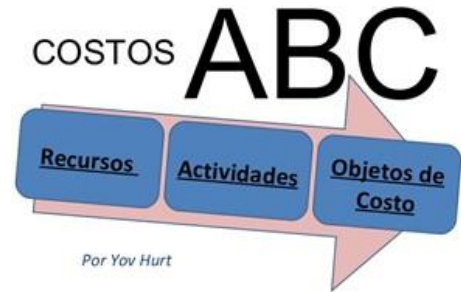 COSTOS ABC
Recursos
Actividades
Objetos de
Costo
Por Yov Hurt